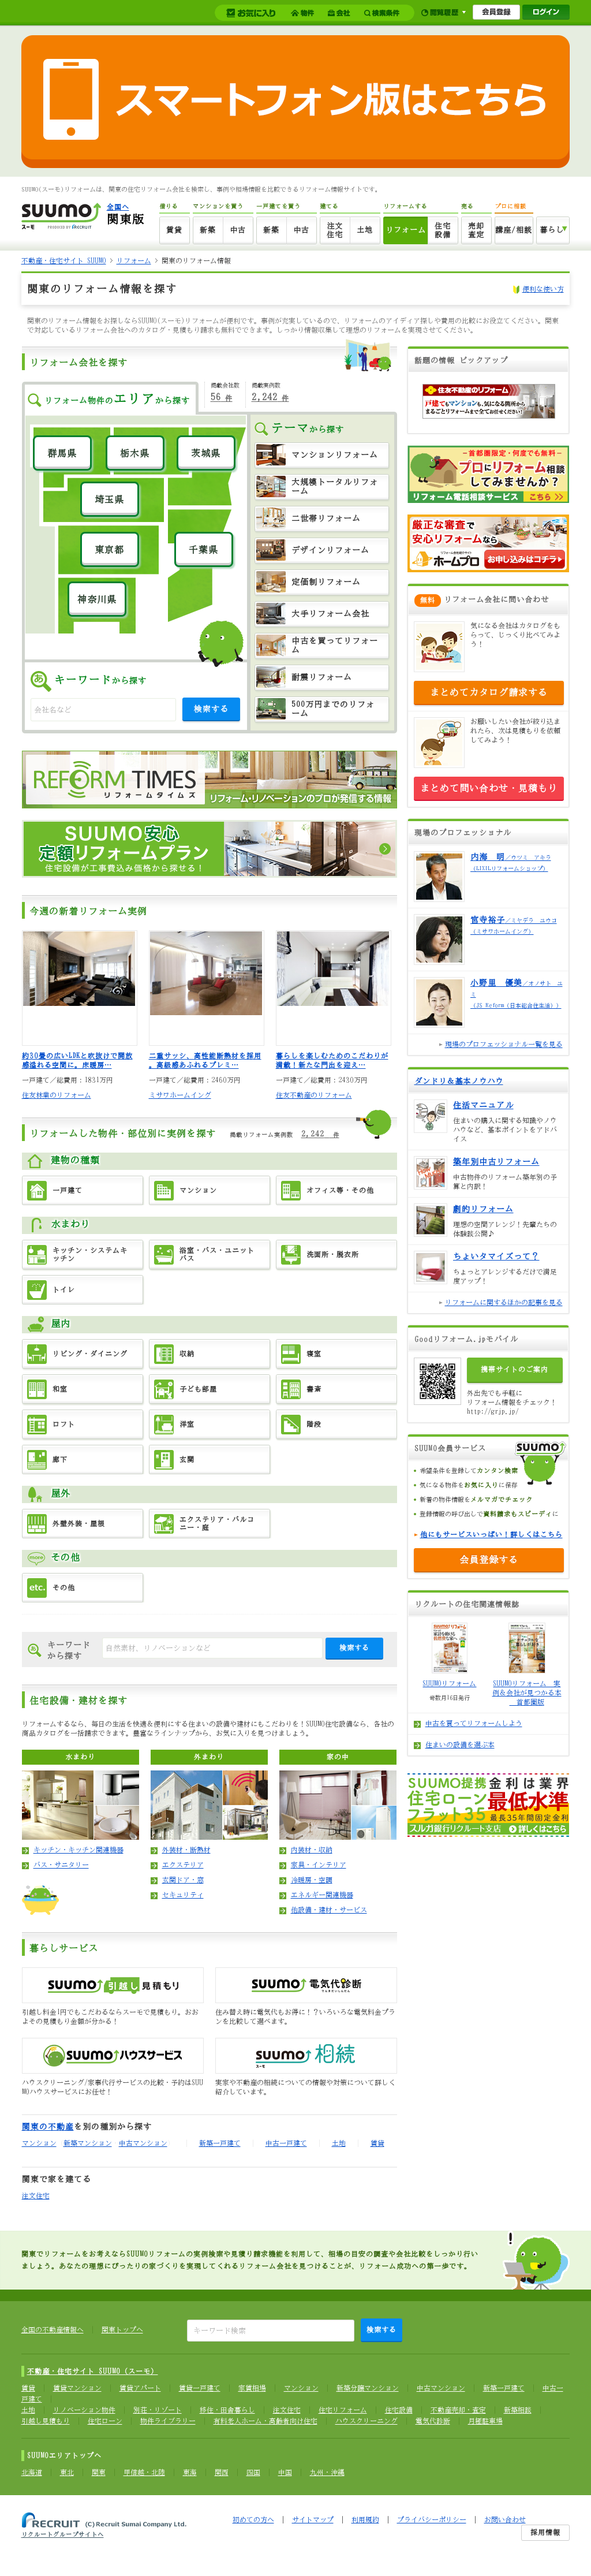 お気に入り
物件
会社
検索条件
閲覧履歴
会員登録
ログイン
スマートフォン版はこちら
SUUMO(スーモ)リフォームは、関東の住宅リフォーム会社を検索し、事例や相場情報を比較できるリフォーム情報サイトです。
SUUMO
スーモ PRODUCED BY RECRUIT
全国へ
関東版
借りる
マンションを買う
一戸建てを買う
建てる
リフォームする
売る
プロに相談
賃貸
新築
中古
新築
中古
注文住宅
土地
リフォーム
住宅設備
売却査定
講座/相談
暮らし
不動産・住宅サイト SUUMO > リフォーム > 関東のリフォーム情報
関東のリフォーム情報を探す
便利な使い方
関東のリフォーム情報をお探しならSUUMO(スーモ)リフォームが便利です。事例が充実しているので、リフォームのアイディア探しや費用の比較にお役立てください。関東
で対応しているリフォーム会社へのカタログ・見積もり請求も無料でできます。しっかり情報収集して理想のリフォームを実現させてください。
リフォーム会社を探す
リフォーム物件のエリアから探す
掲載会社数
56 件
掲載実例数
2,242 件
群馬県
栃木県
茨城県
埼玉県
東京都
千葉県
神奈川県
キーワードから探す
会社名など
検索する
テーマから探す
マンションリフォーム
大規模トータルリフォーム
二世帯リフォーム
デザインリフォーム
定価制リフォーム
大手リフォーム会社
中古を買ってリフォーム
耐震リフォーム
500万円までのリフォーム
REFORM TIMES
リフォームタイムズ
リフォーム・リノベーションのプロが発信する情報
SUUMO安心
定額リフォームプラン
住宅設備が工事費込み価格から探せる！
今週の新着リフォーム実例
約30畳の広いLDKと吹抜けで開放
感溢れる空間に。床暖房…
一戸建て／総費用：1831万円
住友林業のリフォーム
二重サッシ、高性能断熱材を採用
。高級感あふれるプレミ…
一戸建て／総費用：2460万円
ミサワホームイング
暮らしを楽しむためのこだわりが
満載！新たな門出を迎え…
一戸建て／総費用：2430万円
住友不動産のリフォーム
リフォームした物件・部位別に実例を探す
掲載リフォーム実例数 2,242 件
建物の種類
一戸建て
マンション
オフィス等・その他
水まわり
キッチン・システムキッチン
浴室・バス・ユニットバス
洗面所・脱衣所
トイレ
屋内
リビング・ダイニング
収納
寝室
和室
子ども部屋
書斎
ロフト
洋室
階段
廊下
玄関
屋外
外壁外装・屋根
エクステリア・バルコニー・庭
その他
etc.
その他
キーワードから探す
自然素材、リノベーションなど
検索する
住宅設備・建材を探す
リフォームするなら、毎日の生活を快適＆便利にする住まいの設備や建材にもこだわりを！SUUMO住宅設備なら、各社の
商品カタログを一括請求できます。豊富なラインナップから、お気に入りを見つけましょう。
水まわり
外まわり
家の中
キッチン・キッチン関連機器
バス・サニタリー
外装材・断熱材
エクステリア
玄関ドア・窓
セキュリティ
内装材・収納
家具・インテリア
冷暖房・空調
エネルギー関連機器
他設備・建材・サービス
暮らしサービス
SUUMO引越し見積もり
引越し料金1円でもこだわるならスーモで見積もり。おお
よその見積もり金額が分かる！
SUUMO電気代診断
住み替え時に電気代もお得に！？いろいろな電気料金プラ
ンを比較して選べます。
SUUMOハウスサービス
ハウスクリーニング/家事代行サービスの比較・予約はSUU
MOハウスサービスにお任せ！
SUUMO相続
スーモ
実家や不動産の相続についての情報や対策について詳しく
紹介しています。
関東の不動産を別の種別から探す
マンション
新築マンション
中古マンション
新築一戸建て
中古一戸建て
土地
賃貸
関東で家を建てる
注文住宅
話題の情報 ピックアップ
住友不動産のリフォーム
戸建てもマンションも、気になる箇所から
まるごとリフォームまで全てお任せください！
－首都圏限定・何度でも無料－
プロにリフォーム相談
してみませんか？
リフォーム電話相談サービス
こちら
厳正な審査で
安心リフォームなら
ホームプロ
お申し込みはコチラ
無料 リフォーム会社に問い合わせ
気になる会社はカタログをも
らって、じっくり比べてみよ
う！
まとめてカタログ請求する
お願いしたい会社が絞り込ま
れたら、次は見積もりを依頼
してみよう！
まとめて問い合わせ・見積もり
現場のプロフェッショナル
内海 明／ウツミ アキラ
（LIXILリフォームショップ）
宮寺裕子／ミヤデラ ユウコ
（ミサワホームイング）
小野里 優美／オノサト ユミ
（JS Reform（日本総合住生活））
現場のプロフェッショナル一覧を見る
ダンドリ＆基本ノウハウ
住活マニュアル
住まいの購入に関する知識やノウ
ハウなど、基本ポイントをアドバ
イス
築年別中古リフォーム
中古物件のリフォーム築年別の予
算と内訳！
劇的リフォーム
理想の空間アレンジ！先輩たちの
体験談公開♪
ちょいタマイズって？
ちょっとアレンジするだけで満足
度アップ！
リフォームに関するほかの記事を見る
Goodリフォーム.jpモバイル
携帯サイトのご案内
外出先でも手軽に
リフォーム情報をチェック！
http://grjp.jp/
SUUMO会員サービス
SUUMO
希望条件を登録してカンタン検索
気になる物件をお気に入りに保存
新着の物件情報をメルマガでチェック
登録情報の呼び出しで資料請求もスピーディに
他にもサービスいっぱい！詳しくはこちら
会員登録する
リクルートの住宅関連情報誌
SUUMOリフォーム
奇数月16日発行
SUUMOリフォーム 実
例＆会社が見つかる本
首都圏版
中古を買ってリフォームしよう
住まいの設備を選ぶ本
SUUMO提携
住宅ローン
フラット35
金利は業界
最低水準
最長35年間固定金利
スルガ銀行リクルート支店
詳しくはこちら
関東でリフォームをお考えならSUUMOリフォームの実例検索や見積り請求機能を利用して、相場の目安の調査や会社比較をしっかり行い
ましょう。あなたの理想にぴったりの家づくりを実現してくれるリフォーム会社を見つけることが、リフォーム成功への第一歩です。
全国の不動産情報へ
関東トップへ
キーワード検索
検索する
不動産・住宅サイト SUUMO（スーモ）
賃貸
賃貸マンション
賃貸アパート
賃貸一戸建て
家賃相場
マンション
新築分譲マンション
中古マンション
新築一戸建て
中古一戸建て
土地
リノベーション物件
別荘・リゾート
移住・田舎暮らし
注文住宅
住宅リフォーム
住宅設備
不動産売却・査定
新築相談
引越し見積もり
住宅ローン
物件ライブラリー
有料老人ホーム・高齢者向け住宅
ハウスクリーニング
電気代診断
月極駐車場
SUUMOエリアトップへ
北海道
東北
関東
甲信越・北陸
東海
関西
四国
中国
九州・沖縄
RECRUIT (C) Recruit Sumai Company Ltd.
リクルートグループサイトへ
初めての方へ | サイトマップ | 利用規約 | プライバシーポリシー | お問い合わせ
採用情報